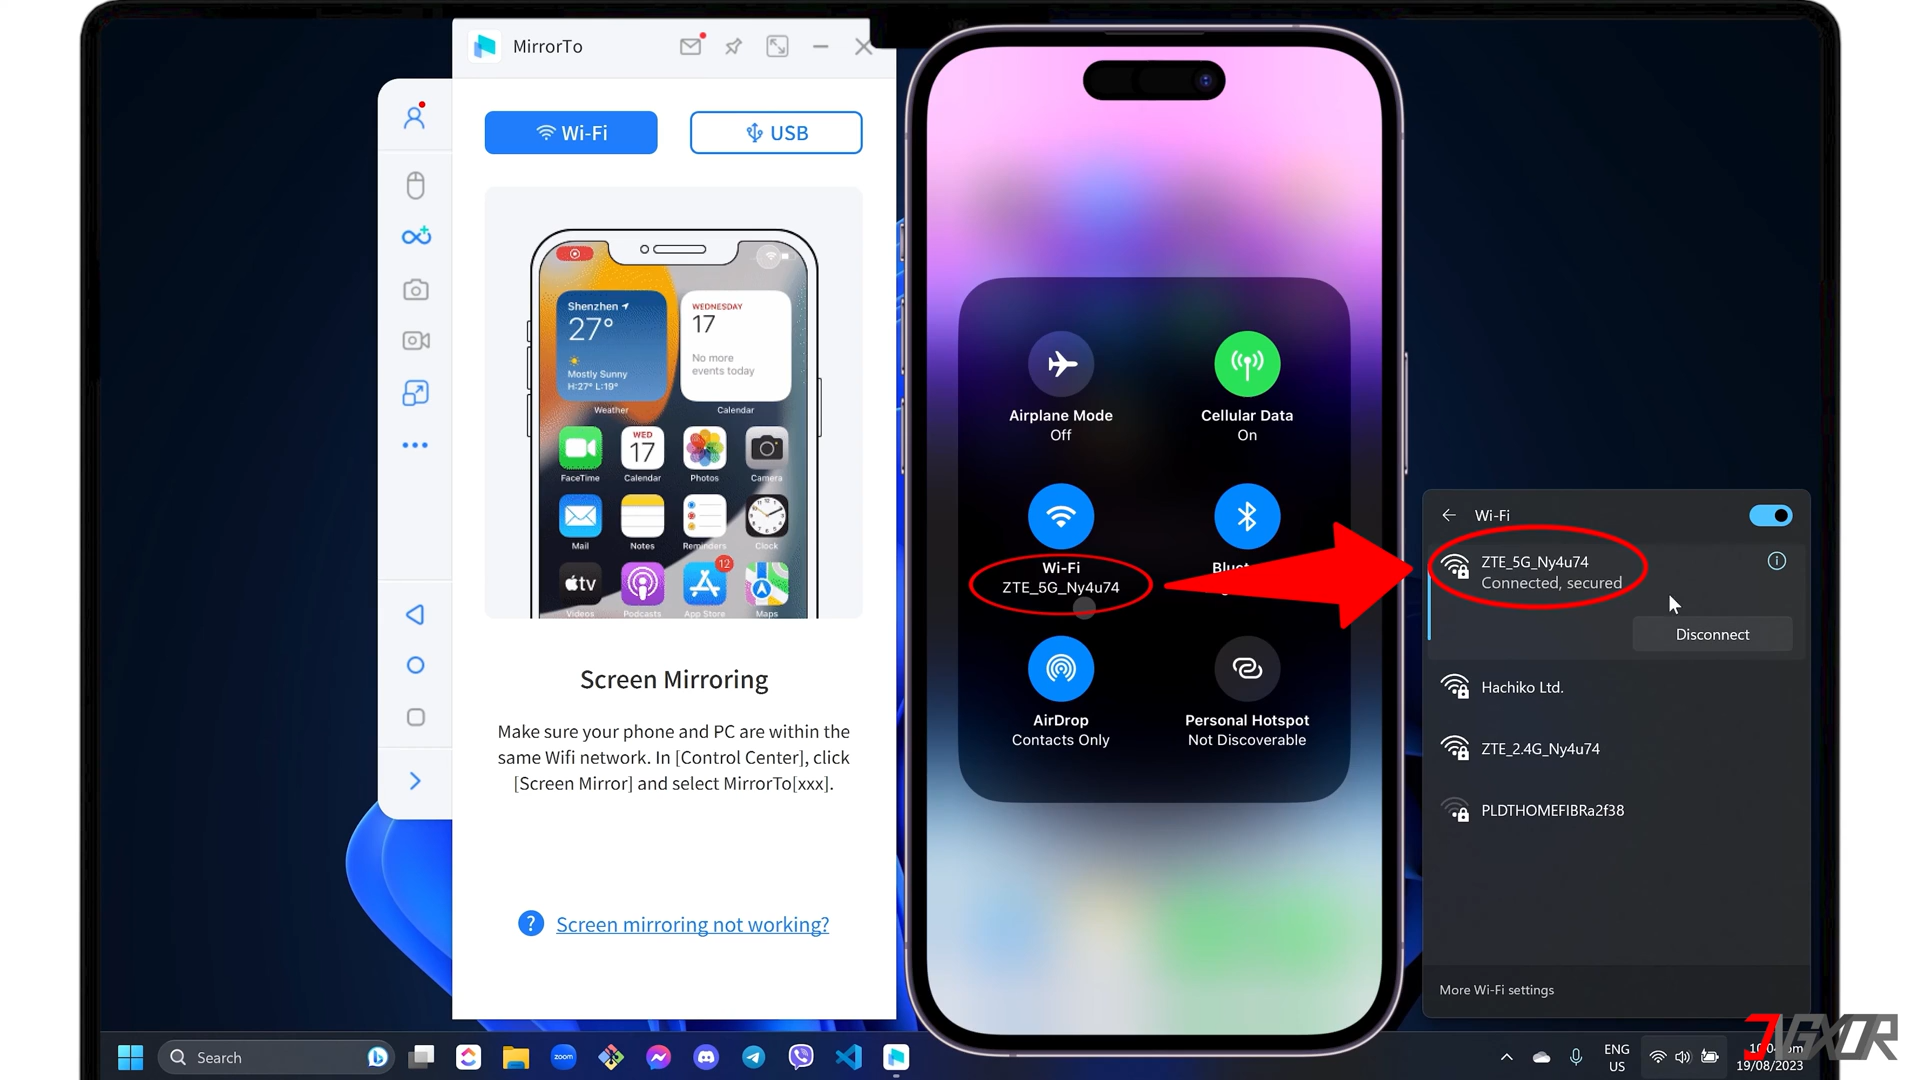 MirrorTo
Wi-Fi
USB
Shenzhen
27°
Mostly Sunny
H:27° L:19°
Weather
WEDNESDAY
17
No more
events today
Calendar
FaceTime
WED
17
Calendar
Photos
Camera
Mail
Notes
Reminders
Clock
tv
Videos
Podcasts
12
App Store
Maps
Screen Mirroring
Make sure your phone and PC are within the
same Wifi network. In [Control Center], click
[Screen Mirror] and select MirrorTo[xxx].
? Screen mirroring not working?
Airplane Mode
Off
Cellular Data
On
Wi-Fi
ZTE_5G_Ny4u74
AirDrop
Contacts Only
Personal Hotspot
Not Discoverable
Wi-Fi
ZTE_5G_Ny4u74
Connected, secured
Disconnect
Hachiko Ltd.
ZTE_2.4G_Ny4u74
PLDTHOMEFIBRa2f38
More Wi-Fi settings
Search
zoom
ENG
US
19/08/2023
JVGXOR